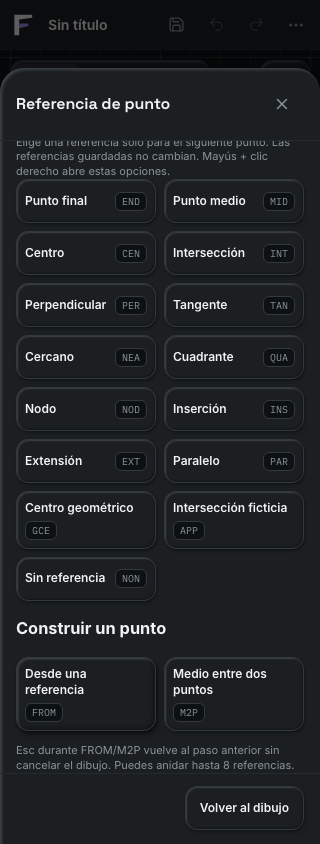 Sin título
Referencia de punto
Elige una referencia solo para el siguiente punto. Las
referencias guardadas no cambian. Mayús + clic
derecho abre estas opciones.
Punto final END
Punto medio MID
Centro CEN
Intersección INT
Perpendicular PER
Tangente TAN
Cercano NEA
Cuadrante QUA
Nodo NOD
Inserción INS
Extensión EXT
Paralelo PAR
Centro geométrico
GCE
Intersección ficticia
APP
Sin referencia NON
Construir un punto
Desde una
referencia
FROM
Medio entre dos
puntos
M2P
Esc durante FROM/M2P vuelve al paso anterior sin
cancelar el dibujo. Puedes anidar hasta 8 referencias.
Volver al dibujo